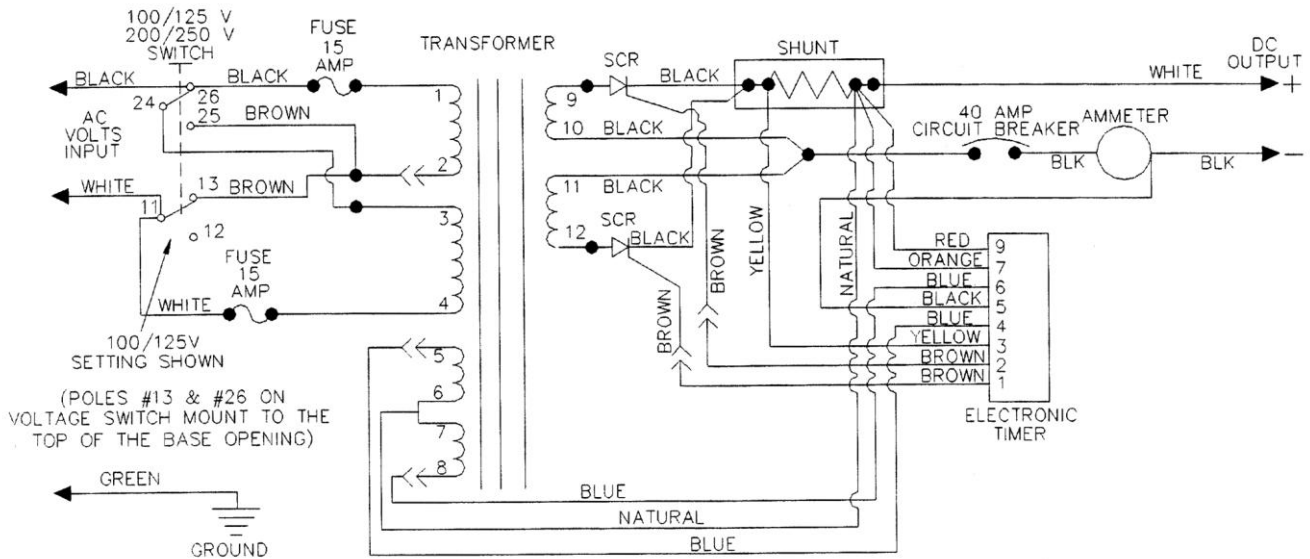 100/125 V
200/250 V
SWITCH
FUSE
15
AMP
TRANSFORMER
SCR
BLACK
SHUNT
WHITE
DC
OUTPUT
+
BLACK
BLACK
24
26
25
BROWN
AC
VOLTS
INPUT
1
2
9
10
BLACK
40 AMP
CIRCUIT BREAKER
AMMETER
BLK
BLK
-
WHITE
11
13
BROWN
12
3
4
11
BLACK
12
SCR
BLACK
FUSE
15
AMP
WHITE
100/125V
SETTING SHOWN
BROWN
BROWN
YELLOW
NATURAL
RED
9
ORANGE
7
BLUE
6
BLACK
5
BLUE
4
YELLOW
3
BROWN
2
BROWN
1
ELECTRONIC
TIMER
(POLES #13 & #26 ON
VOLTAGE SWITCH MOUNT TO THE
TOP OF THE BASE OPENING)
5
6
7
8
GREEN
GROUND
BLUE
NATURAL
BLUE